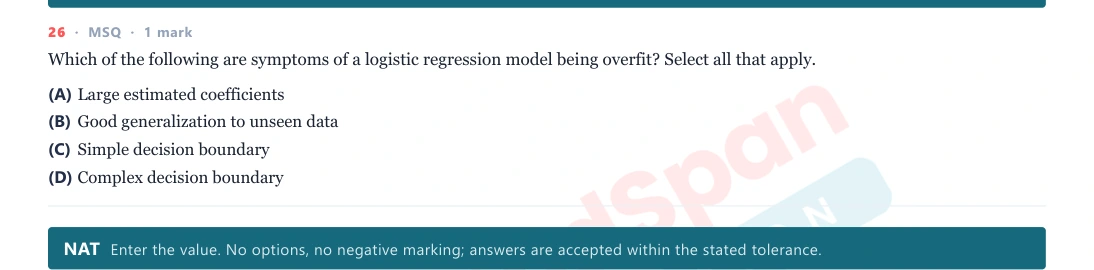 26 · MSQ · 1 mark
Which of the following are symptoms of a logistic regression model being overfit? Select all that apply.
(A) Large estimated coefficients
(B) Good generalization to unseen data
(C) Simple decision boundary
(D) Complex decision boundary
dspan
N
NAT Enter the value. No options, no negative marking; answers are accepted within the stated tolerance.